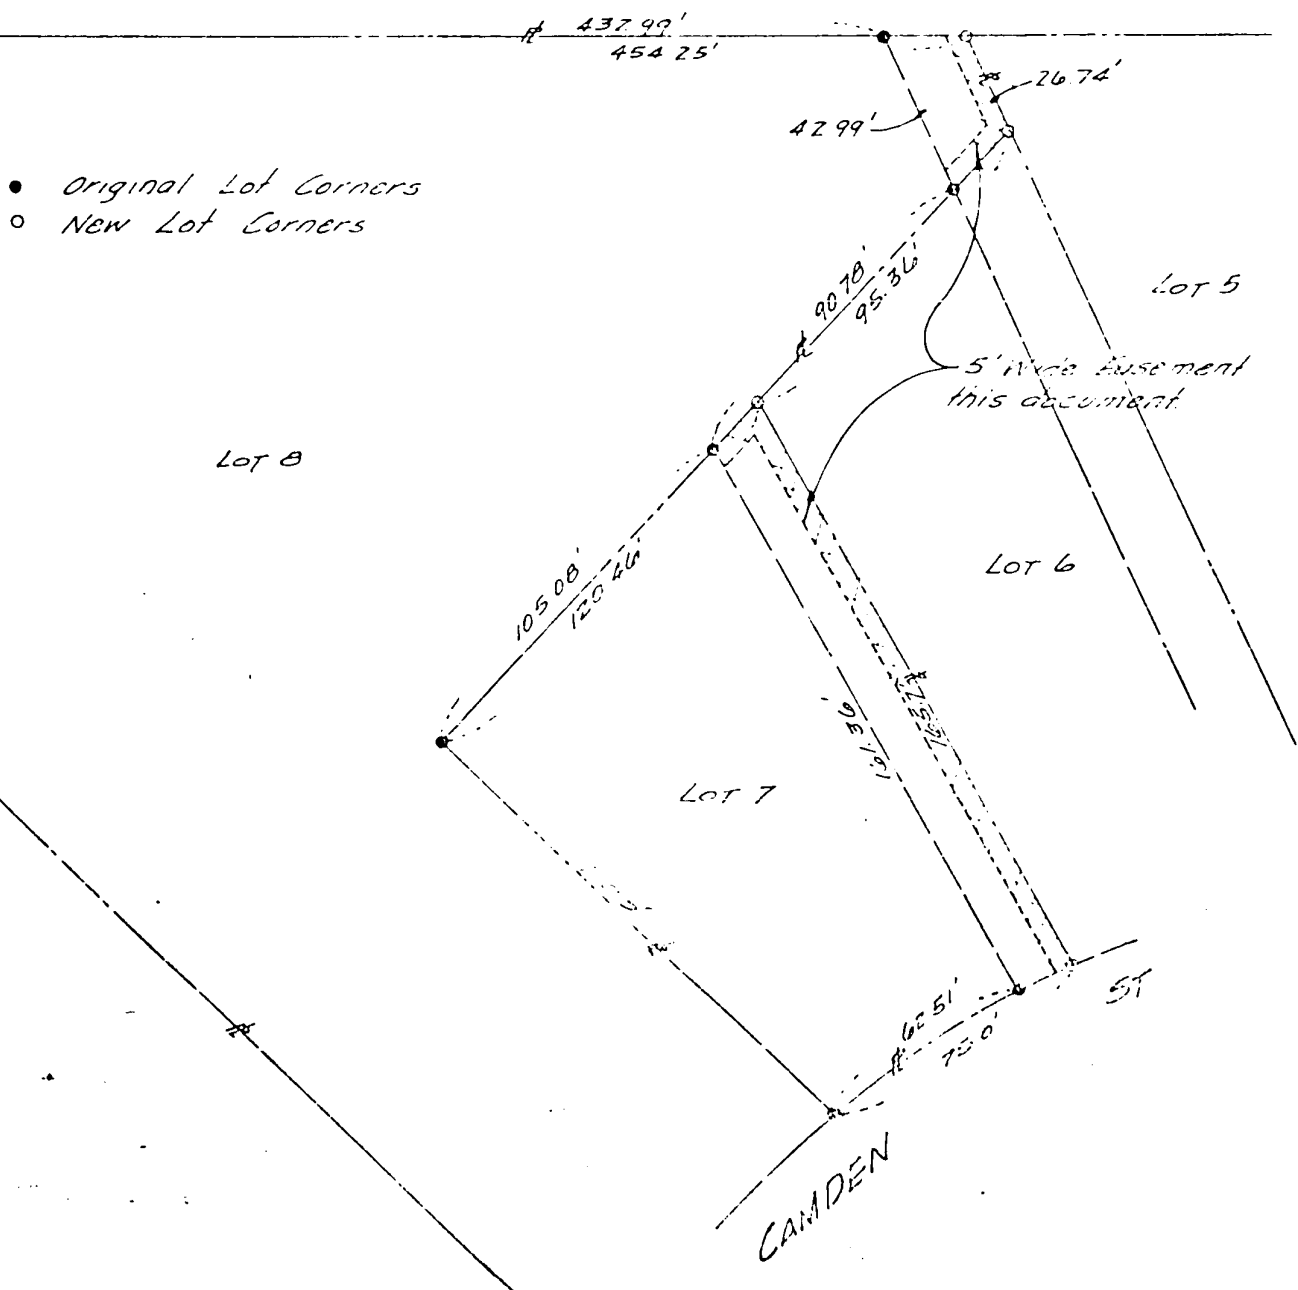 437.99'
454.25'
26.74'
42.99'
Original Lot Corners
New Lot Corners
90.78'
95.36'
LOT 5
5' Wide Easement
this document
LOT 8
LOT 6
105.08'
120.46'
161.36'
LOT 7
62.51'
75.0'
ST
CAMDEN